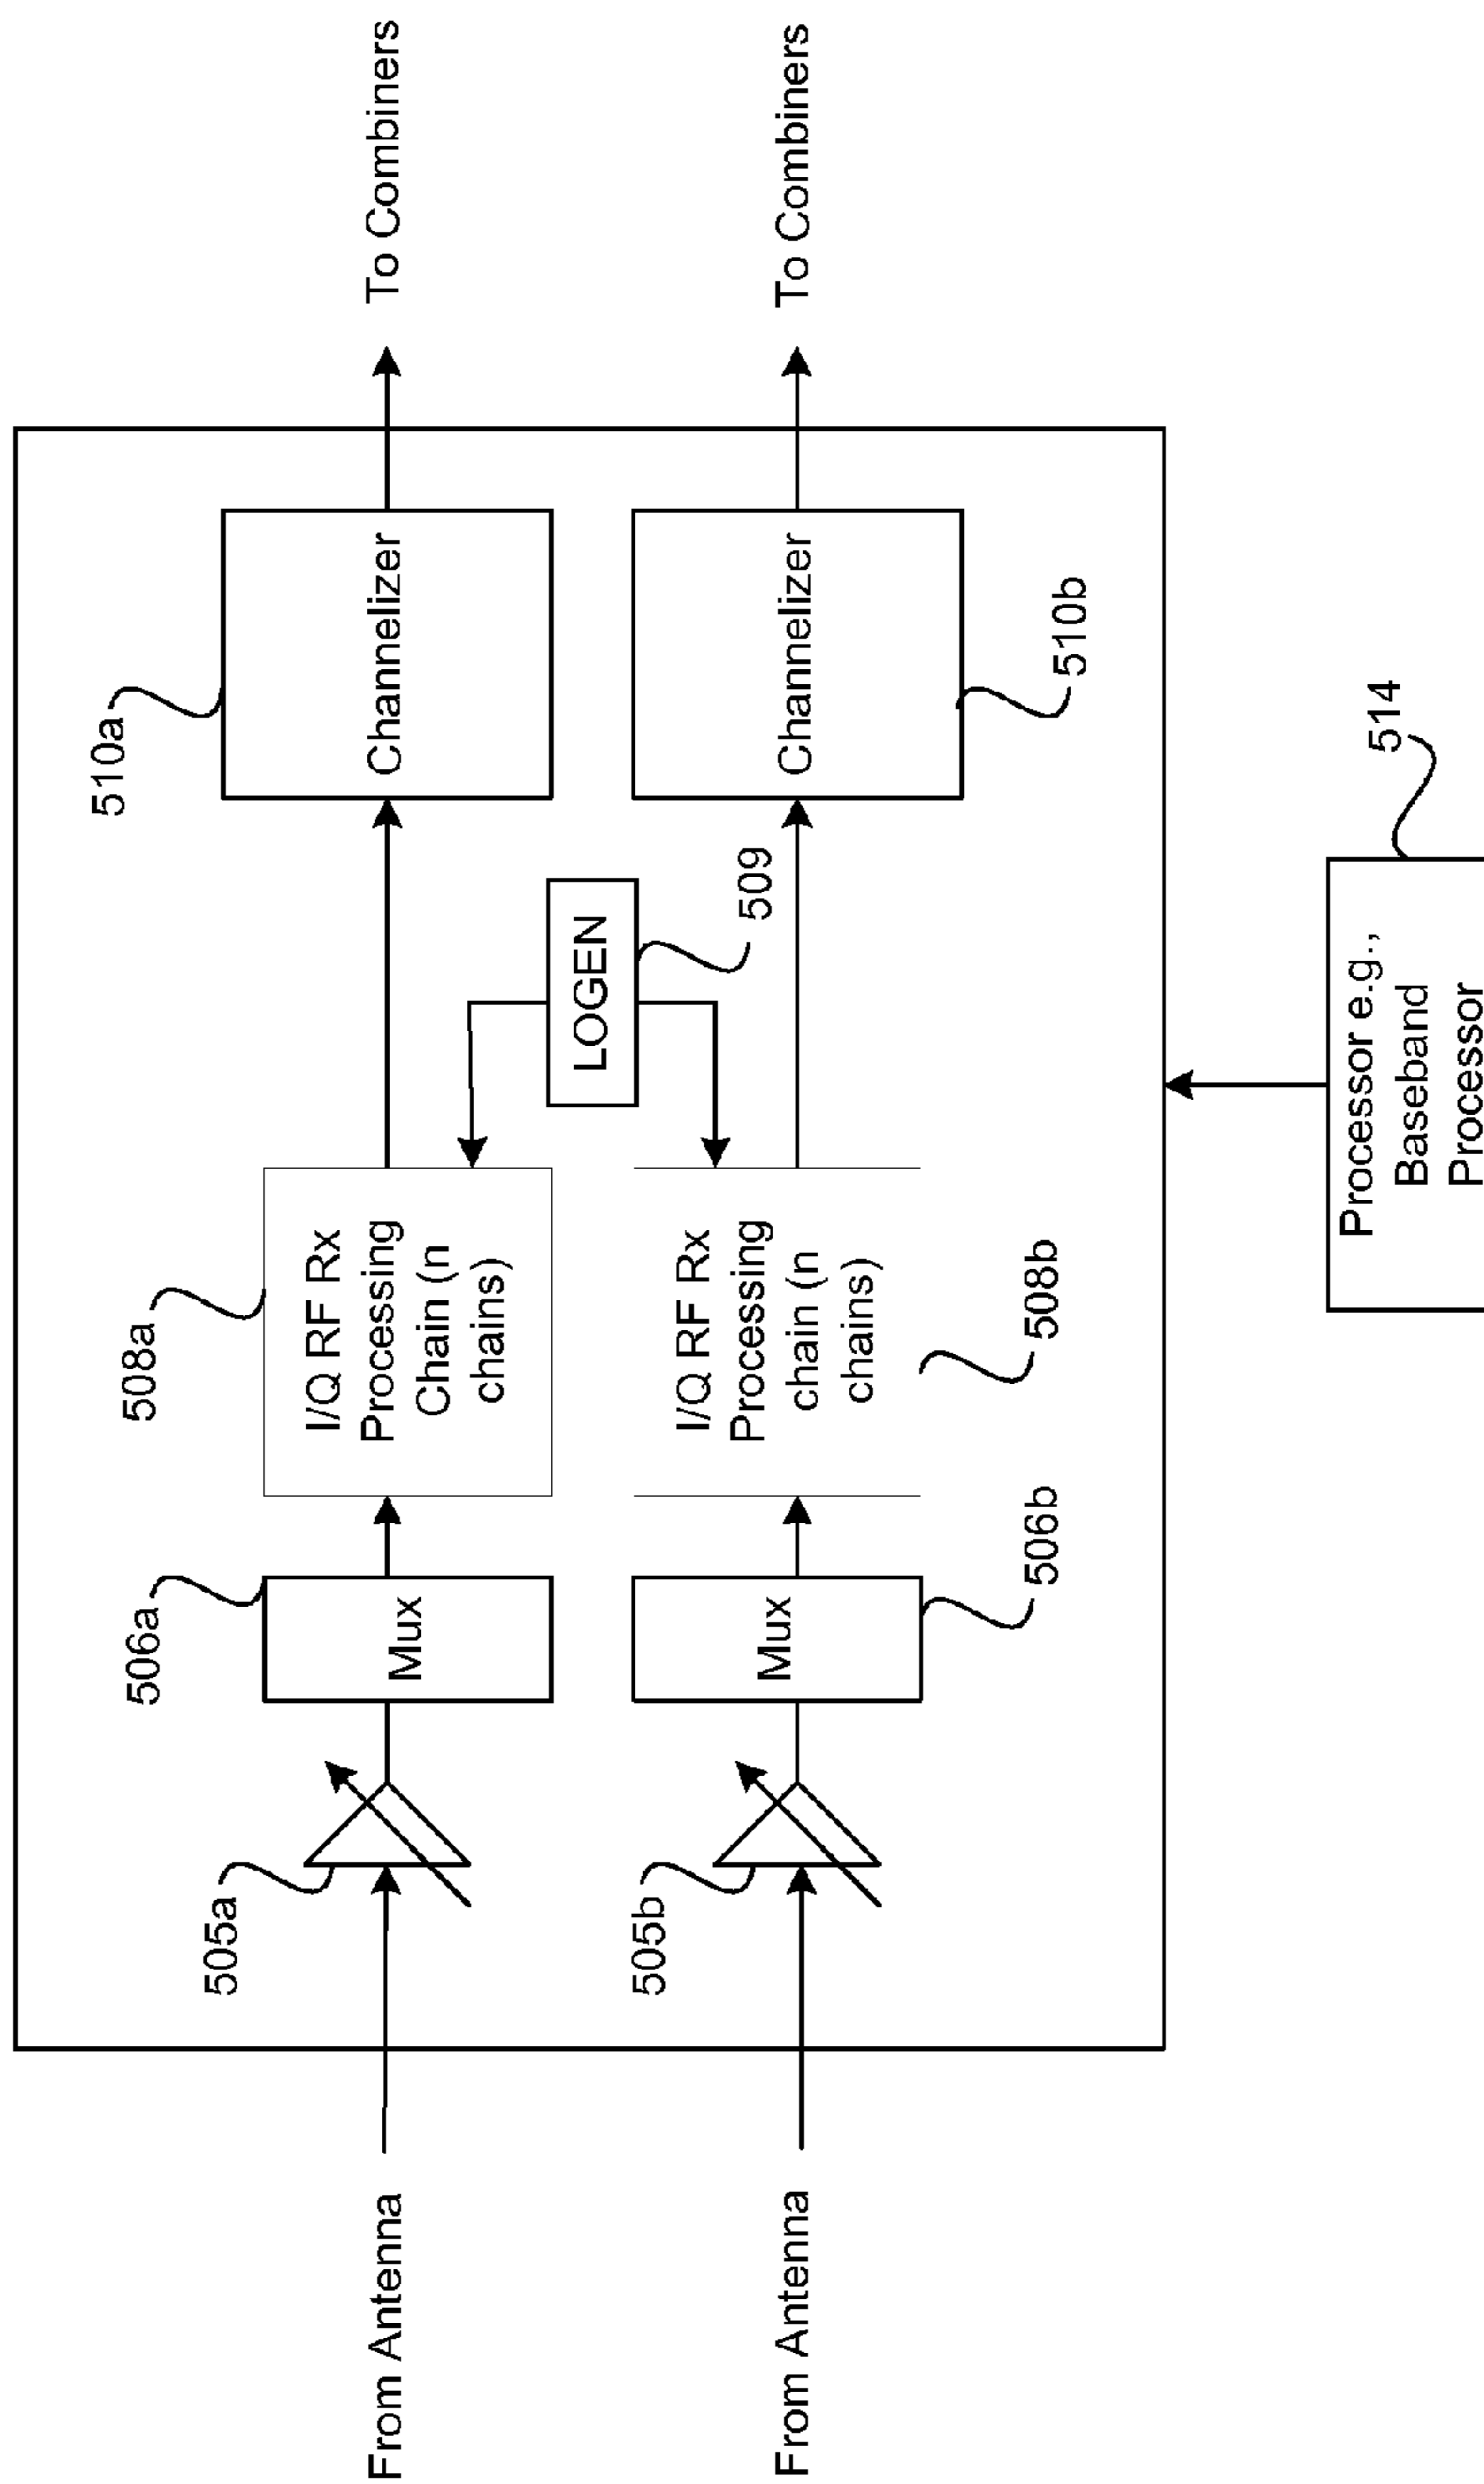 510a
Channelizer
To Combiners
508a
I/Q RF Rx
Processing
Chain (n
chains)
506a
Mux
505a
From Antenna
LOGEN
509
Channelizer
510b
To Combiners
I/Q RF Rx
Processing
chain (n
chains)
508b
Mux
506b
505b
From Antenna
514
Processor e.g.,
Baseband
Processor